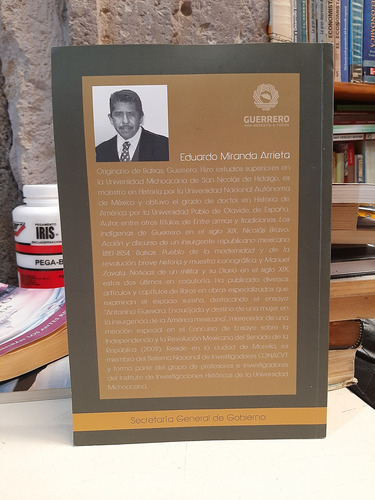 GUERRERO
Eduardo Miranda Arrieta
Originario de Balsas, Guerrero. Hizo estudios superiores en
la Universidad Michoacana de San Nicolás de Hidalgo, es
maestro en Historia por la Universidad Nacional Autónoma
de México y obtuvo el grado de doctor en Historia de
América por la Universidad Pablo de Olavide, de España.
Autor, entre otros títulos, de Entre armas y tradiciones. Los
indígenas de Guerrero en el siglo XIX, Nicolás Bravo.
Acción y discurso de un insurgente republicano mexicano
1810-1854, Balsas. Pueblo de la modernidad y de la
revolución, breve historia y muestra iconográfica y Manuel
Zavala. Noticias de un militar y su Diario en el siglo XIX,
estos dos últimos en coautoría. Ha publicado diversos
artículos y capítulos de libros en obras especializadas que
examinan el espacio sureño, destacando el ensayo
"Antonina Guevara. Encrucijada y destino de una mujer en
la insurgencia de la América mexicana", merecedor de una
mención especial en el Concurso de Ensayo sobre la
Independencia y la Revolución Mexicana del Senado de la
República (2009). Reside en la ciudad de Morelia, es
miembro del Sistema Nacional de Investigadores CONACYT
y forma parte del grupo de profesores e investigadores
del Instituto de Investigaciones Históricas de la Universidad
Michoacana.
Secretaría General de Gobierno
IRIS
PEGA-B